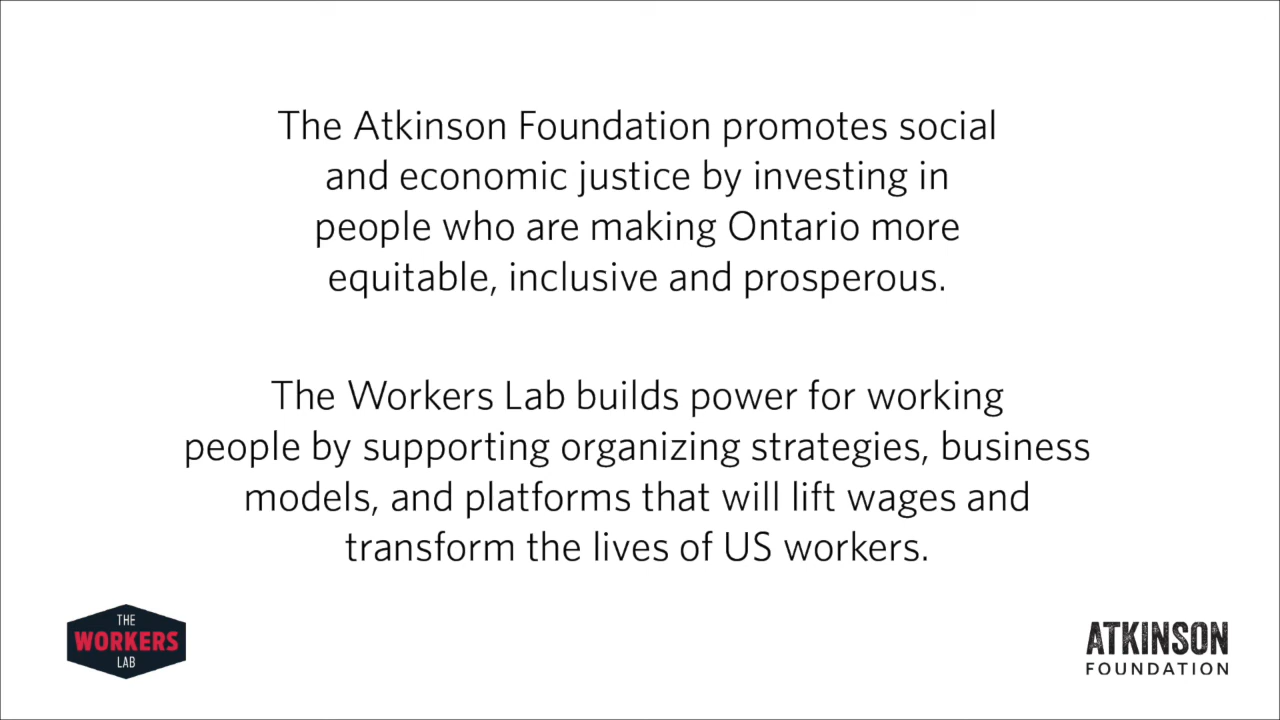 The Atkinson Foundation promotes social
and economic justice by investing in
people who are making Ontario more
equitable, inclusive and prosperous.
The Workers Lab builds power for working
people by supporting organizing strategies, business
models, and platforms that will lift wages and
transform the lives of US workers.
THE
WORKERS
LAB
ATKINSON
FOUNDATION